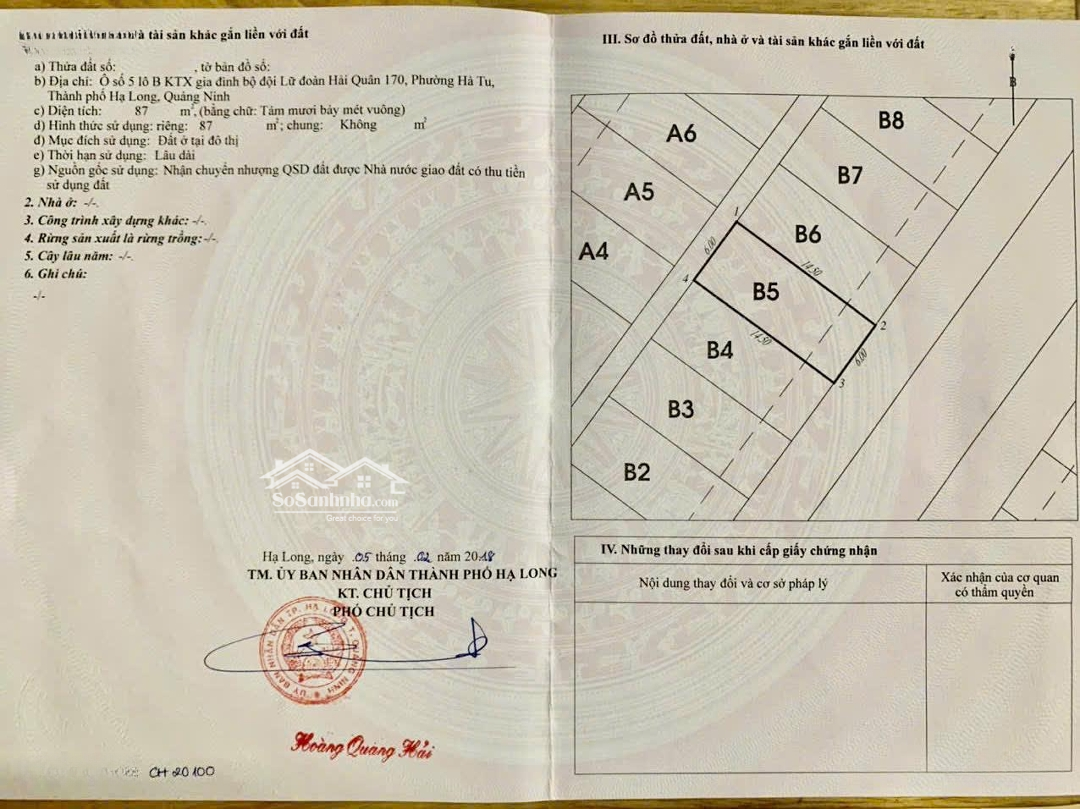 và tài sản khác gắn liền với đất
a) Thửa đất số: , tờ bản đồ số:
b) Địa chỉ: Ô số 5 lô B KTX gia đình bộ đội Lữ đoàn Hải Quân 170, Phường Hà Tu,
Thành phố Hạ Long, Quảng Ninh
c) Diện tích: 87 m², (bằng chữ: Tám mươi bảy mét vuông)
d) Hình thức sử dụng: riêng: 87 m²; chung: Không m²
đ) Mục đích sử dụng: Đất ở tại đô thị
e) Thời hạn sử dụng: Lâu dài
g) Nguồn gốc sử dụng: Nhận chuyển nhượng QSD đất được Nhà nước giao đất có thu tiền
sử dụng đất
2. Nhà ở: -/-.
3. Công trình xây dựng khác: -/-.
4. Rừng sản xuất là rừng trồng: -/-.
5. Cây lâu năm: -/-.
6. Ghi chú:
-/-
SoSanhnha.com
Great choice for you
Hạ Long, ngày 05 tháng 02 năm 2018
TM. ỦY BAN NHÂN DÂN THÀNH PHỐ HẠ LONG
KT. CHỦ TỊCH
PHÓ CHỦ TỊCH
ỦY BAN NHÂN DÂN TP. HẠ LONG T. QUẢNG NINH
Hoàng Quang Hải
CH 20100
III. Sơ đồ thửa đất, nhà ở và tài sản khác gắn liền với đất
B
B8
A6
B7
A5
1
B6
6.00
14.50
A4
4
B5
2
14.50
B4
6.00
3
B3
B2
IV. Những thay đổi sau khi cấp giấy chứng nhận
Nội dung thay đổi và cơ sở pháp lý
Xác nhận của cơ quan
có thẩm quyền